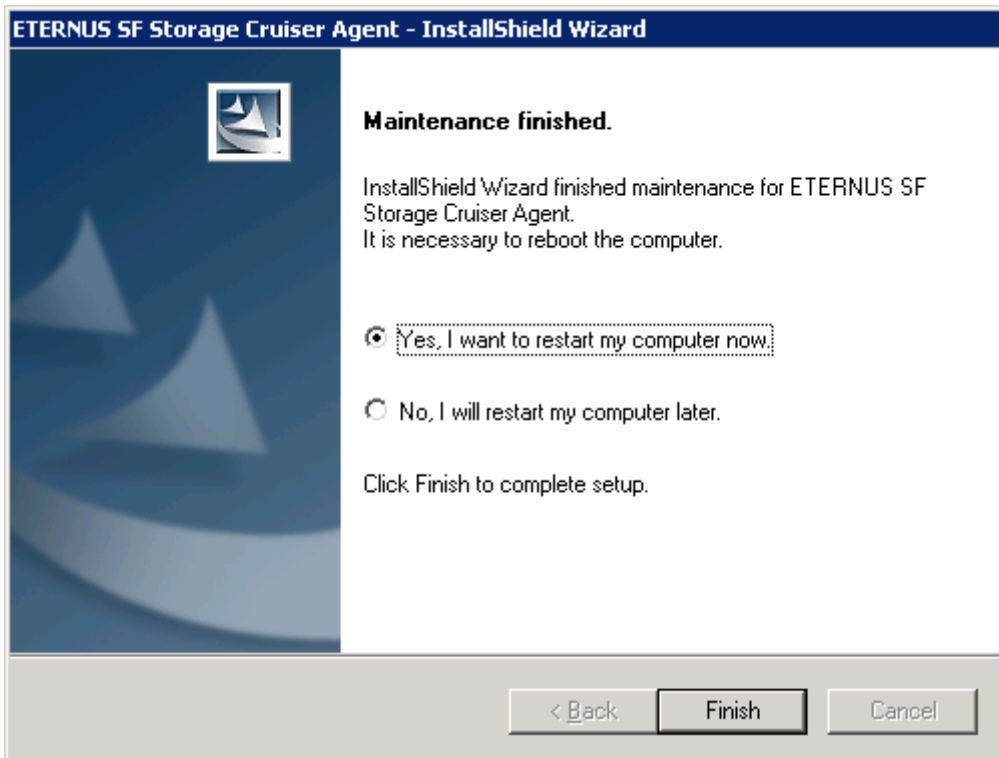 ETERNUS SF Storage Cruiser Agent - InstallShield Wizard
Maintenance finished.
InstallShield Wizard finished maintenance for ETERNUS SF
Storage Cruiser Agent.
It is necessary to reboot the computer.
Yes, I want to restart my computer now.
No, I will restart my computer later.
Click Finish to complete setup.
< Back
Finish
Cancel